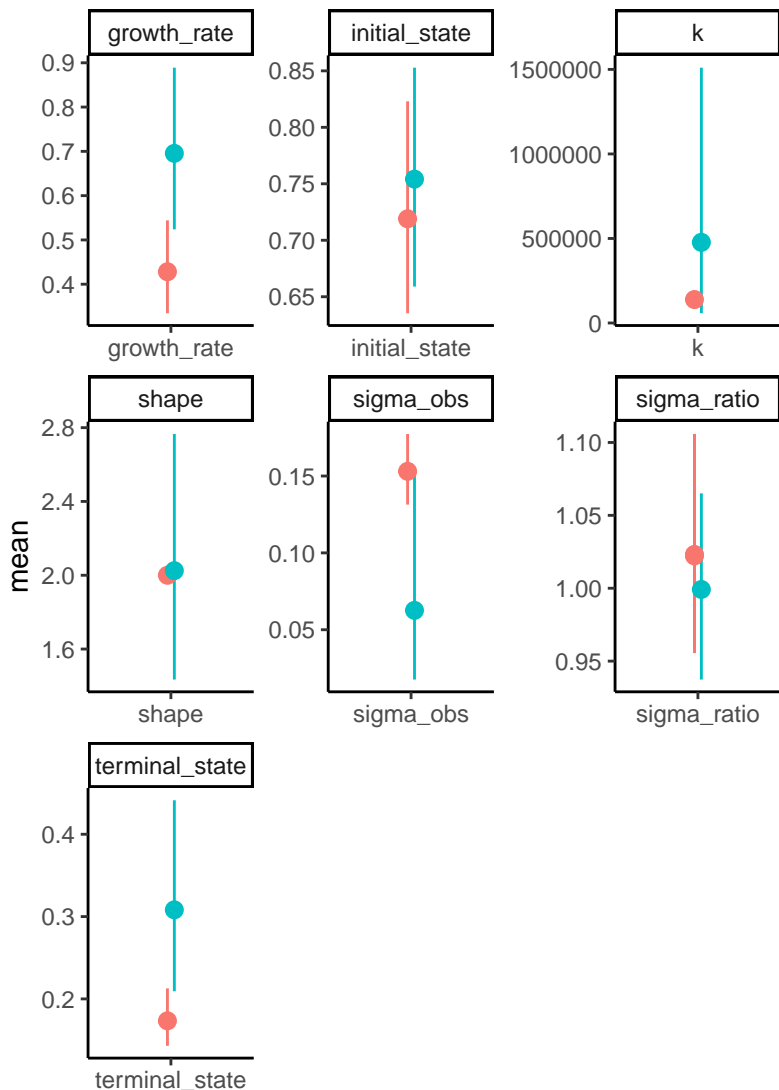 growth_rate
0.9
0.8
0.7
0.6
0.5
0.4
growth_rate
initial_state
0.85
0.80
0.75
0.70
0.65
initial_state
k
1500000
1000000
500000
0
k
mean
shape
2.8
2.4
2.0
1.6
shape
sigma_obs
0.15
0.10
0.05
sigma_obs
sigma_ratio
1.10
1.05
1.00
0.95
sigma_ratio
terminal_state
0.4
0.3
0.2
terminal_state